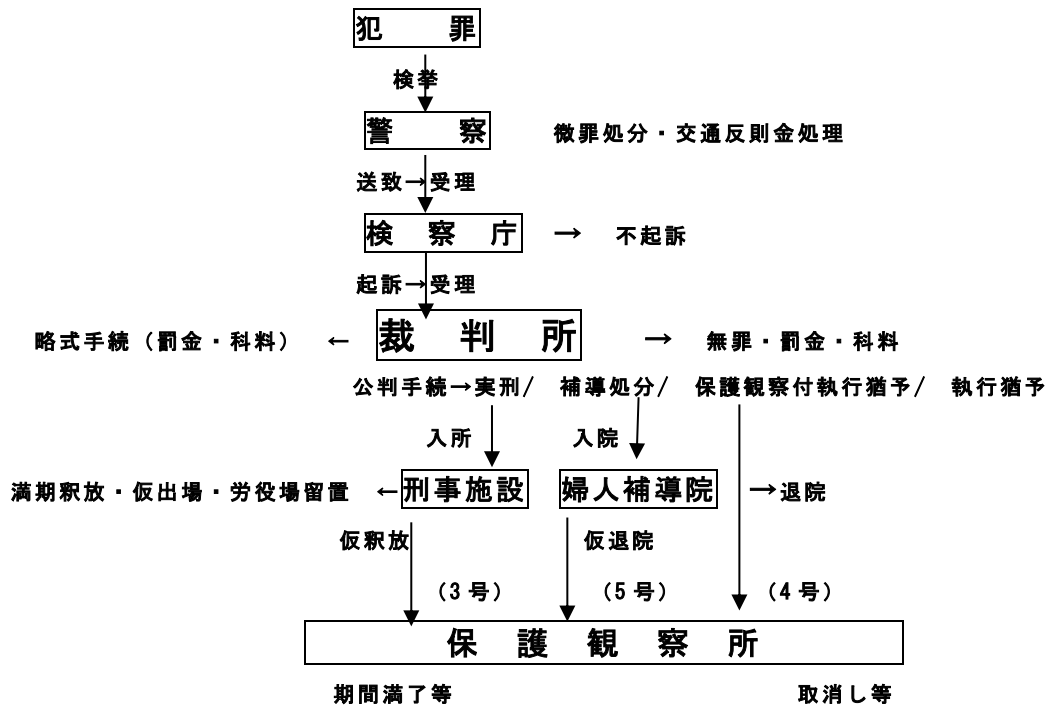 犯　罪
検挙
警　察　微罪処分・交通反則金処理
送致→受理
検　察　庁　→　不起訴
起訴→受理
略式手続（罰金・科料）　←　裁　判　所　→　無罪・罰金・科料
公判手続→実刑/　補導処分/　保護観察付執行猶予/　執行猶予
入所　入院
満期釈放・仮出場・労役場留置　←刑事施設　婦人補導院　→退院
仮釈放　仮退院
（3号）　（5号）　（4号）
保　護　観　察　所
期間満了等　取消し等